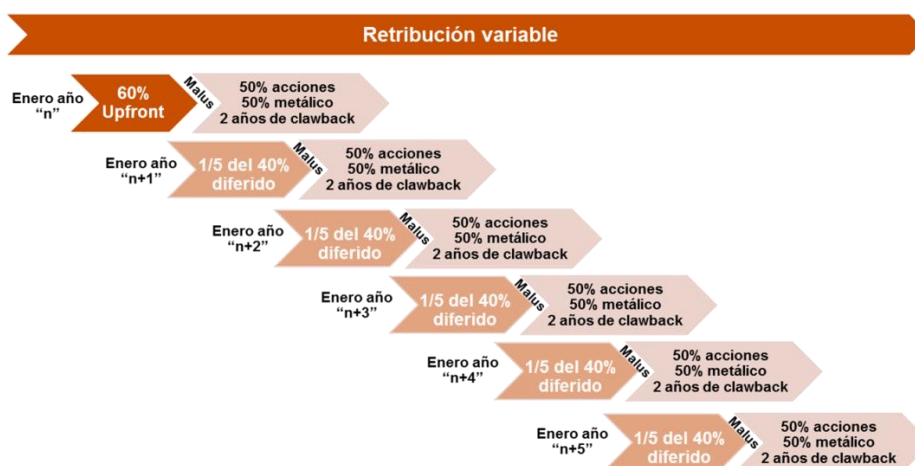 Retribución variable
Enero año
“n”
60%
Upfront
Malus
50% acciones
50% metálico
2 años de clawback
Enero año
“n+1”
1/5 del 40%
diferido
Malus
50% acciones
50% metálico
2 años de clawback
Enero año
“n+2”
1/5 del 40%
diferido
Malus
50% acciones
50% metálico
2 años de clawback
Enero año
“n+3”
1/5 del 40%
diferido
Malus
50% acciones
50% metálico
2 años de clawback
Enero año
“n+4”
1/5 del 40%
diferido
Malus
50% acciones
50% metálico
2 años de clawback
Enero año
“n+5”
1/5 del 40%
diferido
Malus
50% acciones
50% metálico
2 años de clawback